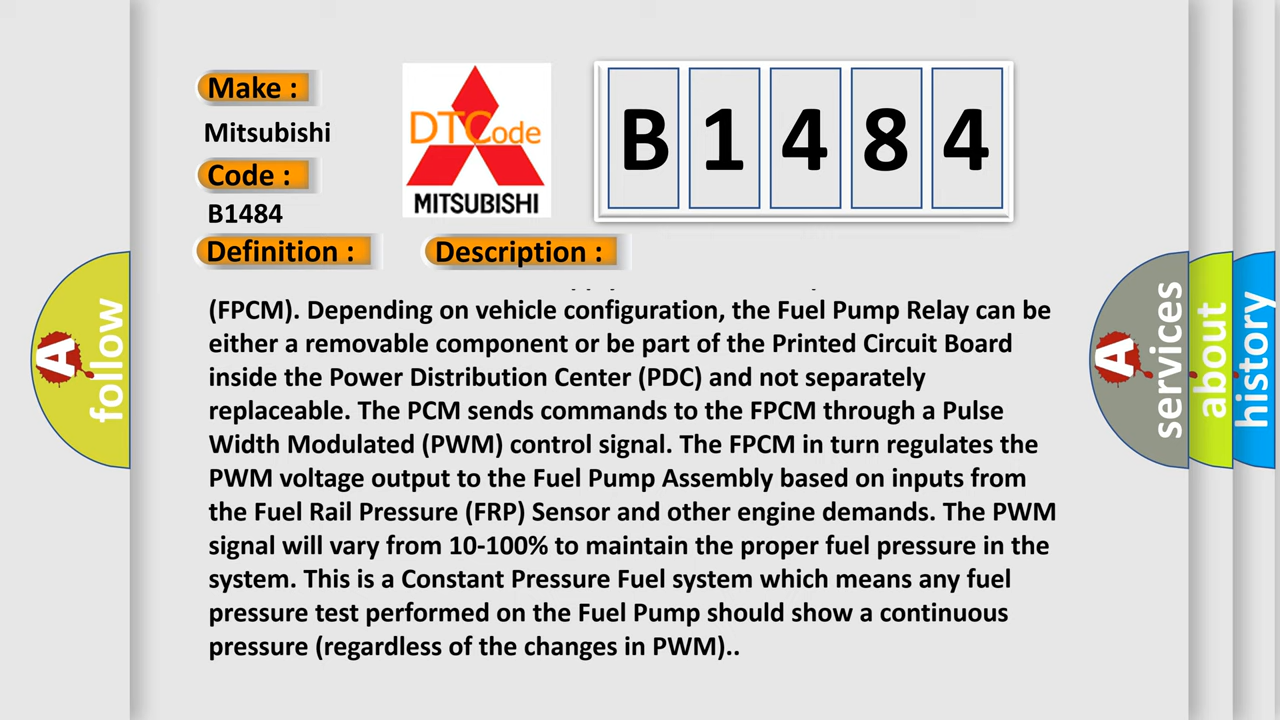 Make :
Mitsubishi
Code :
B1484
Definition :
Description :
DTCode
MITSUBISHI
B 1 4 8 4
(FPCM). Depending on vehicle configuration, the Fuel Pump Relay can be
either a removable component or be part of the Printed Circuit Board
inside the Power Distribution Center (PDC) and not separately
replaceable. The PCM sends commands to the FPCM through a Pulse
Width Modulated (PWM) control signal. The FPCM in turn regulates the
PWM voltage output to the Fuel Pump Assembly based on inputs from
the Fuel Rail Pressure (FRP) Sensor and other engine demands. The PWM
signal will vary from 10-100% to maintain the proper fuel pressure in the
system. This is a Constant Pressure Fuel system which means any fuel
pressure test performed on the Fuel Pump should show a continuous
pressure (regardless of the changes in PWM)..
A
follow
A
services
about
history